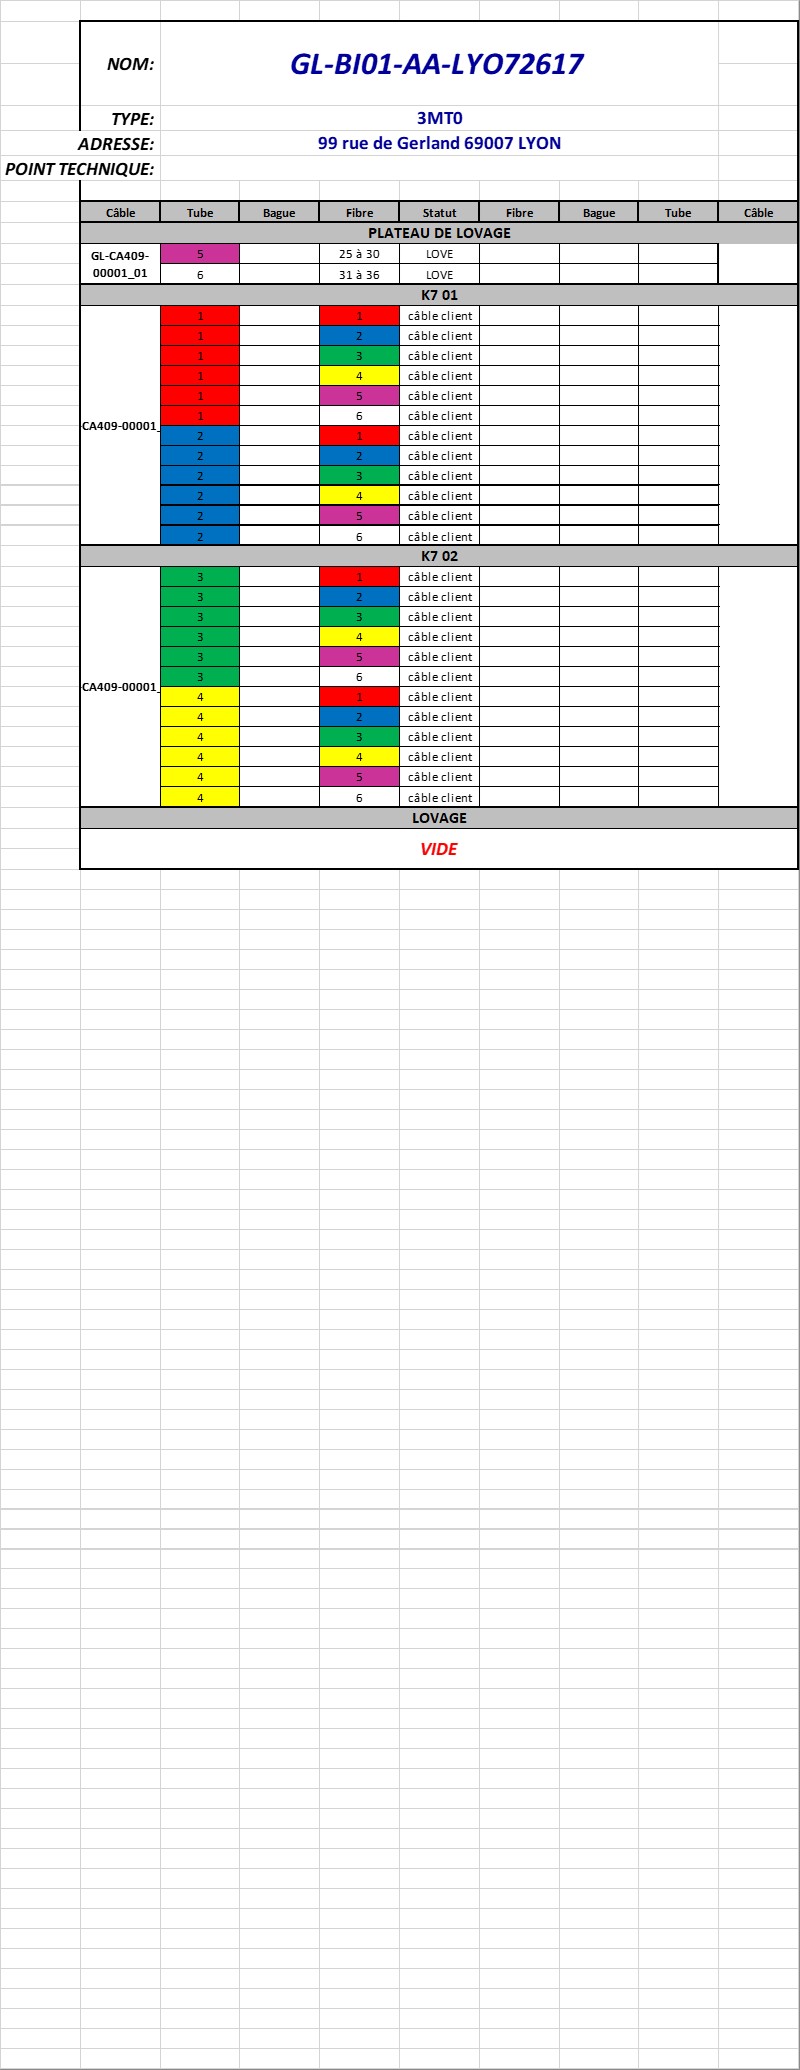 NOM: GL-BI01-AA-LYO72617
TYPE: 3MT0
ADRESSE: 99 rue de Gerland 69007 LYON
POINT TECHNIQUE:
Câble Tube Bague Fibre Statut Fibre Bague Tube Câble
PLATEAU DE LOVAGE
GL-CA409-00001_01 5 25 à 30 LOVE
6 31 à 36 LOVE
K7 01
1 1 câble client
1 2 câble client
1 3 câble client
1 4 câble client
1 5 câble client
1 6 câble client
-CA409-00001_ 2 1 câble client
2 2 câble client
2 3 câble client
2 4 câble client
2 5 câble client
2 6 câble client
K7 02
3 1 câble client
3 2 câble client
3 3 câble client
3 4 câble client
3 5 câble client
3 6 câble client
-CA409-00001_ 4 1 câble client
4 2 câble client
4 3 câble client
4 4 câble client
4 5 câble client
4 6 câble client
LOVAGE
VIDE